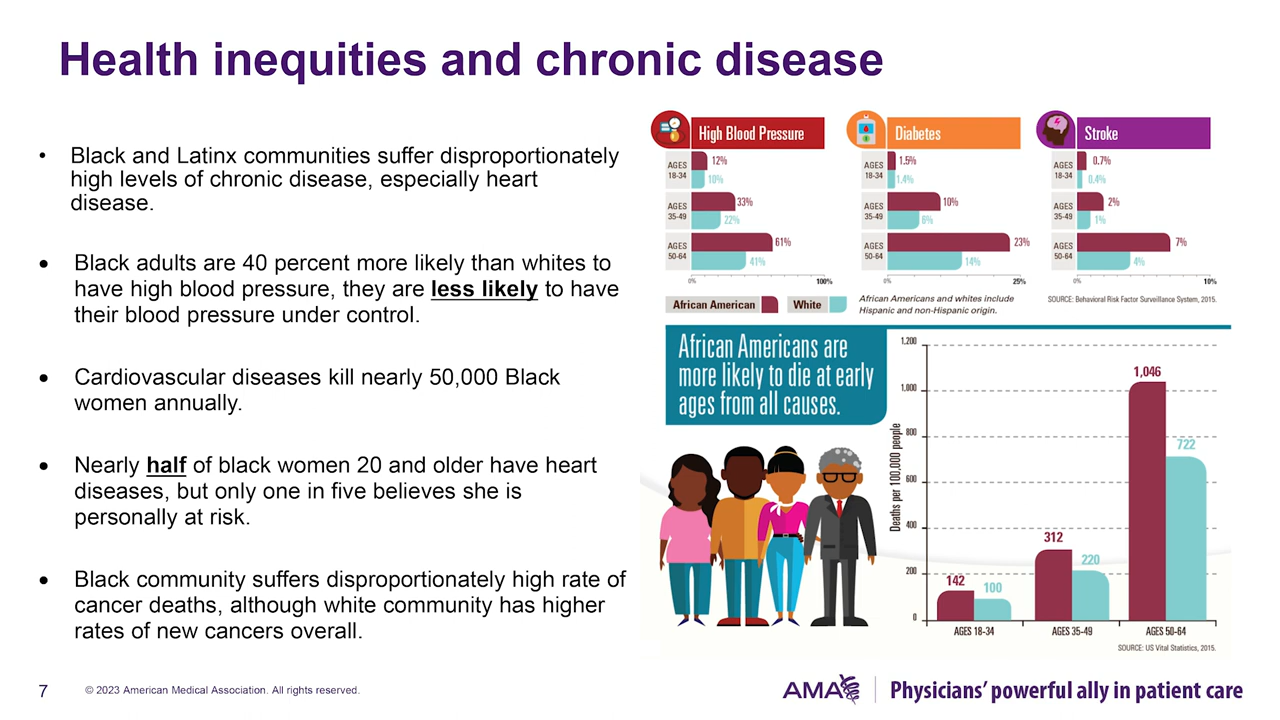 Health inequities and chronic disease
• Black and Latinx communities suffer disproportionately
high levels of chronic disease, especially heart
disease.
• Black adults are 40 percent more likely than whites to
have high blood pressure, they are less likely to have
their blood pressure under control.
• Cardiovascular diseases kill nearly 50,000 Black
women annually.
• Nearly half of black women 20 and older have heart
diseases, but only one in five believes she is
personally at risk.
• Black community suffers disproportionately high rate of
cancer deaths, although white community has higher
rates of new cancers overall.
High Blood Pressure
AGES
18-34
12%
10%
AGES
35-49
33%
22%
AGES
50-64
61%
41%
0%
100%
Diabetes
AGES
18-34
1.5%
1.4%
AGES
35-49
10%
6%
AGES
50-64
23%
14%
0%
25%
Stroke
AGES
18-34
0.7%
0.4%
AGES
35-49
2%
1%
AGES
50-64
7%
4%
0%
10%
African American
White
African Americans and whites include
Hispanic and non-Hispanic origin.
SOURCE: Behavioral Risk Factor Surveillance System, 2015.
African Americans are
more likely to die at early
ages from all causes.
Deaths per 100,000 people
1,200
1,000
800
600
400
200
0
142
100
312
220
1,046
722
AGES 18-34
AGES 35-49
AGES 50-64
SOURCE: US Vital Statistics, 2015.
7
© 2023 American Medical Association. All rights reserved.
AMA
Physicians’ powerful ally in patient care